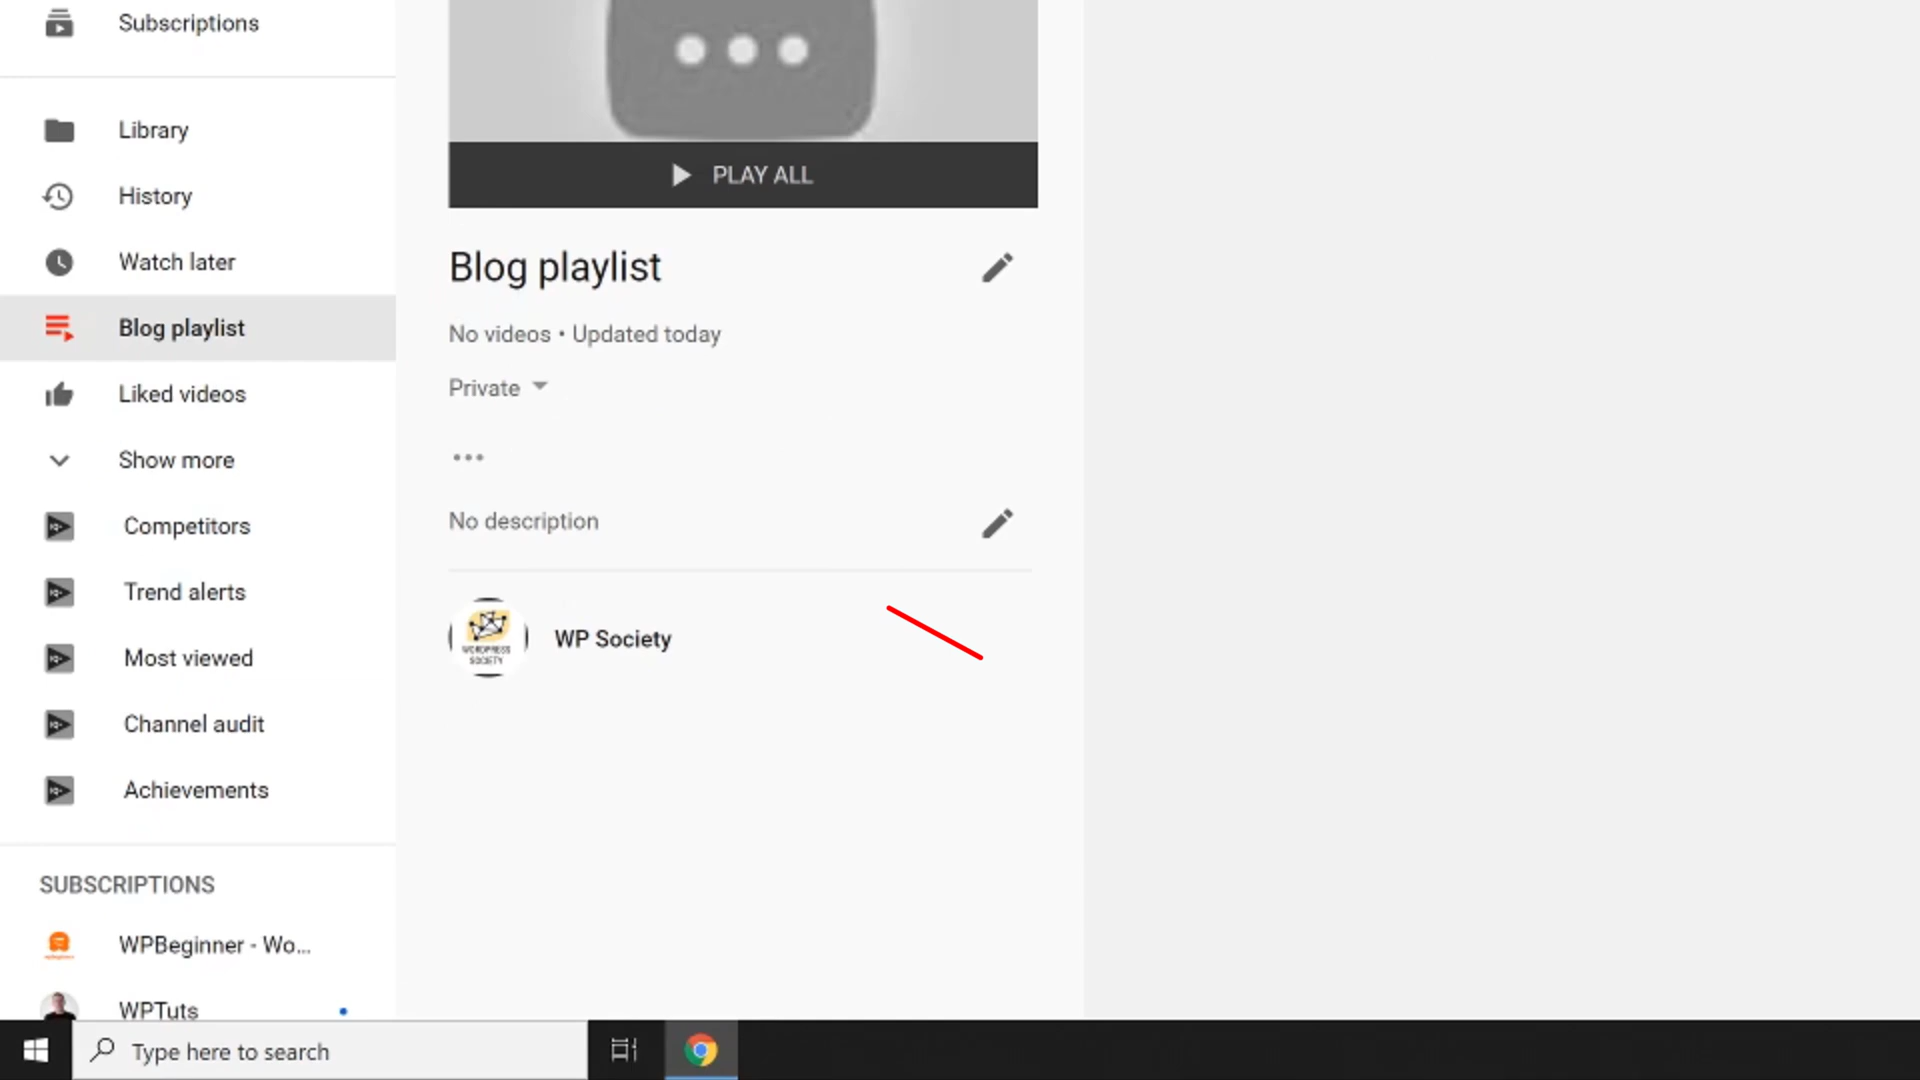 Subscriptions
Library
History
Watch later
Blog playlist
Liked videos
Show more
Competitors
Trend alerts
Most viewed
Channel audit
Achievements
SUBSCRIPTIONS
WPBeginner - Wo...
WPTuts
PLAY ALL
Blog playlist
No videos • Updated today
Private
No description
WORDPRESS
SOCIETY
WP Society
Type here to search